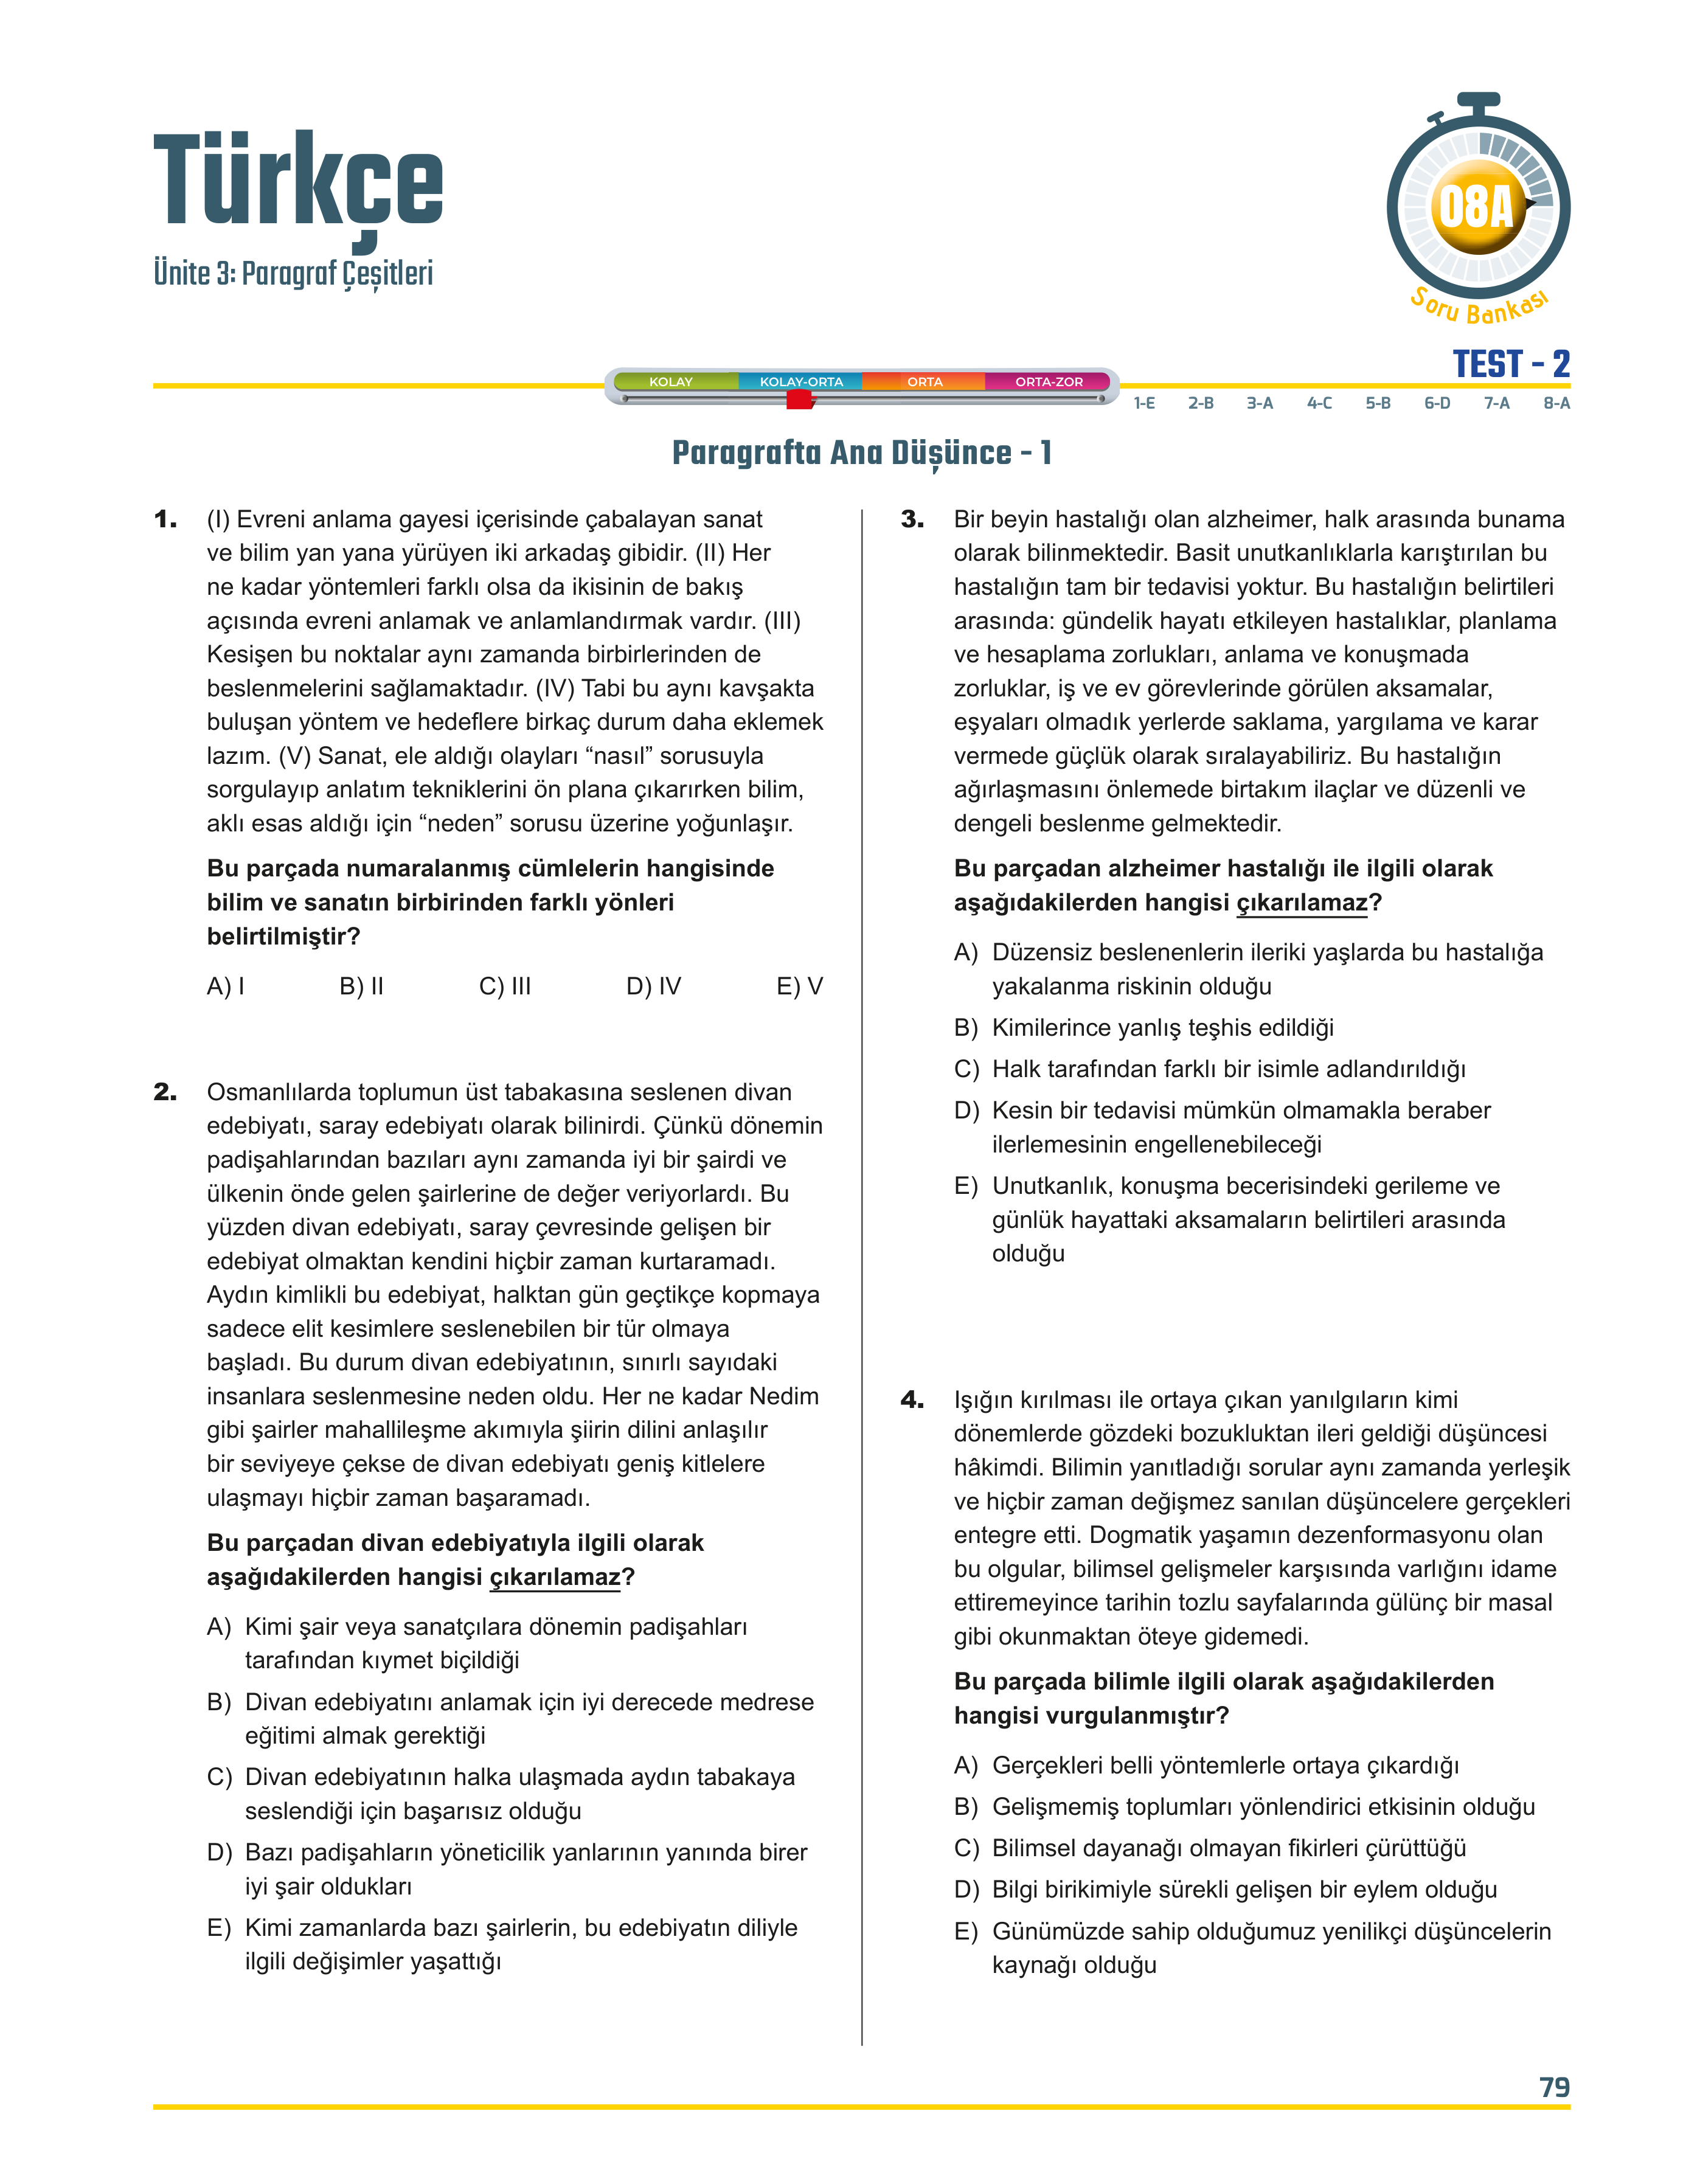 Türkçe
Ünite 3: Paragraf Çeşitleri
08A
Soru Bankası
TEST - 2
KOLAY KOLAY-ORTA ORTA ORTA-ZOR
1-E 2-B 3-A 4-C 5-B 6-D 7-A 8-A
Paragrafta Ana Düşünce - 1
1. (I) Evreni anlama gayesi içerisinde çabalayan sanat
ve bilim yan yana yürüyen iki arkadaş gibidir. (II) Her
ne kadar yöntemleri farklı olsa da ikisinin de bakış
açısında evreni anlamak ve anlamlandırmak vardır. (III)
Kesişen bu noktalar aynı zamanda birbirlerinden de
beslenmelerini sağlamaktadır. (IV) Tabi bu aynı kavşakta
buluşan yöntem ve hedeflere birkaç durum daha eklemek
lazım. (V) Sanat, ele aldığı olayları “nasıl” sorusuyla
sorgulayıp anlatım tekniklerini ön plana çıkarırken bilim,
aklı esas aldığı için “neden” sorusu üzerine yoğunlaşır.
Bu parçada numaralanmış cümlelerin hangisinde
bilim ve sanatın birbirinden farklı yönleri
belirtilmiştir?
A) I B) II C) III D) IV E) V
2. Osmanlılarda toplumun üst tabakasına seslenen divan
edebiyatı, saray edebiyatı olarak bilinirdi. Çünkü dönemin
padişahlarından bazıları aynı zamanda iyi bir şairdi ve
ülkenin önde gelen şairlerine de değer veriyorlardı. Bu
yüzden divan edebiyatı, saray çevresinde gelişen bir
edebiyat olmaktan kendini hiçbir zaman kurtaramadı.
Aydın kimlikli bu edebiyat, halktan gün geçtikçe kopmaya
sadece elit kesimlere seslenebilen bir tür olmaya
başladı. Bu durum divan edebiyatının, sınırlı sayıdaki
insanlara seslenmesine neden oldu. Her ne kadar Nedim
gibi şairler mahallileşme akımıyla şiirin dilini anlaşılır
bir seviyeye çekse de divan edebiyatı geniş kitlelere
ulaşmayı hiçbir zaman başaramadı.
Bu parçadan divan edebiyatıyla ilgili olarak
aşağıdakilerden hangisi çıkarılamaz?
A) Kimi şair veya sanatçılara dönemin padişahları
tarafından kıymet biçildiği
B) Divan edebiyatını anlamak için iyi derecede medrese
eğitimi almak gerektiği
C) Divan edebiyatının halka ulaşmada aydın tabakaya
seslendiği için başarısız olduğu
D) Bazı padişahların yöneticilik yanlarının yanında birer
iyi şair oldukları
E) Kimi zamanlarda bazı şairlerin, bu edebiyatın diliyle
ilgili değişimler yaşattığı
3. Bir beyin hastalığı olan alzheimer, halk arasında bunama
olarak bilinmektedir. Basit unutkanlıklarla karıştırılan bu
hastalığın tam bir tedavisi yoktur. Bu hastalığın belirtileri
arasında: gündelik hayatı etkileyen hastalıklar, planlama
ve hesaplama zorlukları, anlama ve konuşmada
zorluklar, iş ve ev görevlerinde görülen aksamalar,
eşyaları olmadık yerlerde saklama, yargılama ve karar
vermede güçlük olarak sıralayabiliriz. Bu hastalığın
ağırlaşmasını önlemede birtakım ilaçlar ve düzenli ve
dengeli beslenme gelmektedir.
Bu parçadan alzheimer hastalığı ile ilgili olarak
aşağıdakilerden hangisi çıkarılamaz?
A) Düzensiz beslenenlerin ileriki yaşlarda bu hastalığa
yakalanma riskinin olduğu
B) Kimilerince yanlış teşhis edildiği
C) Halk tarafından farklı bir isimle adlandırıldığı
D) Kesin bir tedavisi mümkün olmamakla beraber
ilerlemesinin engellenebileceği
E) Unutkanlık, konuşma becerisindeki gerileme ve
günlük hayattaki aksamaların belirtileri arasında
olduğu
4. Işığın kırılması ile ortaya çıkan yanılgıların kimi
dönemlerde gözdeki bozukluktan ileri geldiği düşüncesi
hâkimdi. Bilimin yanıtladığı sorular aynı zamanda yerleşik
ve hiçbir zaman değişmez sanılan düşüncelere gerçekleri
entegre etti. Dogmatik yaşamın dezenformasyonu olan
bu olgular, bilimsel gelişmeler karşısında varlığını idame
ettiremeyince tarihin tozlu sayfalarında gülünç bir masal
gibi okunmaktan öteye gidemedi.
Bu parçada bilimle ilgili olarak aşağıdakilerden
hangisi vurgulanmıştır?
A) Gerçekleri belli yöntemlerle ortaya çıkardığı
B) Gelişmemiş toplumları yönlendirici etkisinin olduğu
C) Bilimsel dayanağı olmayan fikirleri çürüttüğü
D) Bilgi birikimiyle sürekli gelişen bir eylem olduğu
E) Günümüzde sahip olduğumuz yenilikçi düşüncelerin
kaynağı olduğu
79